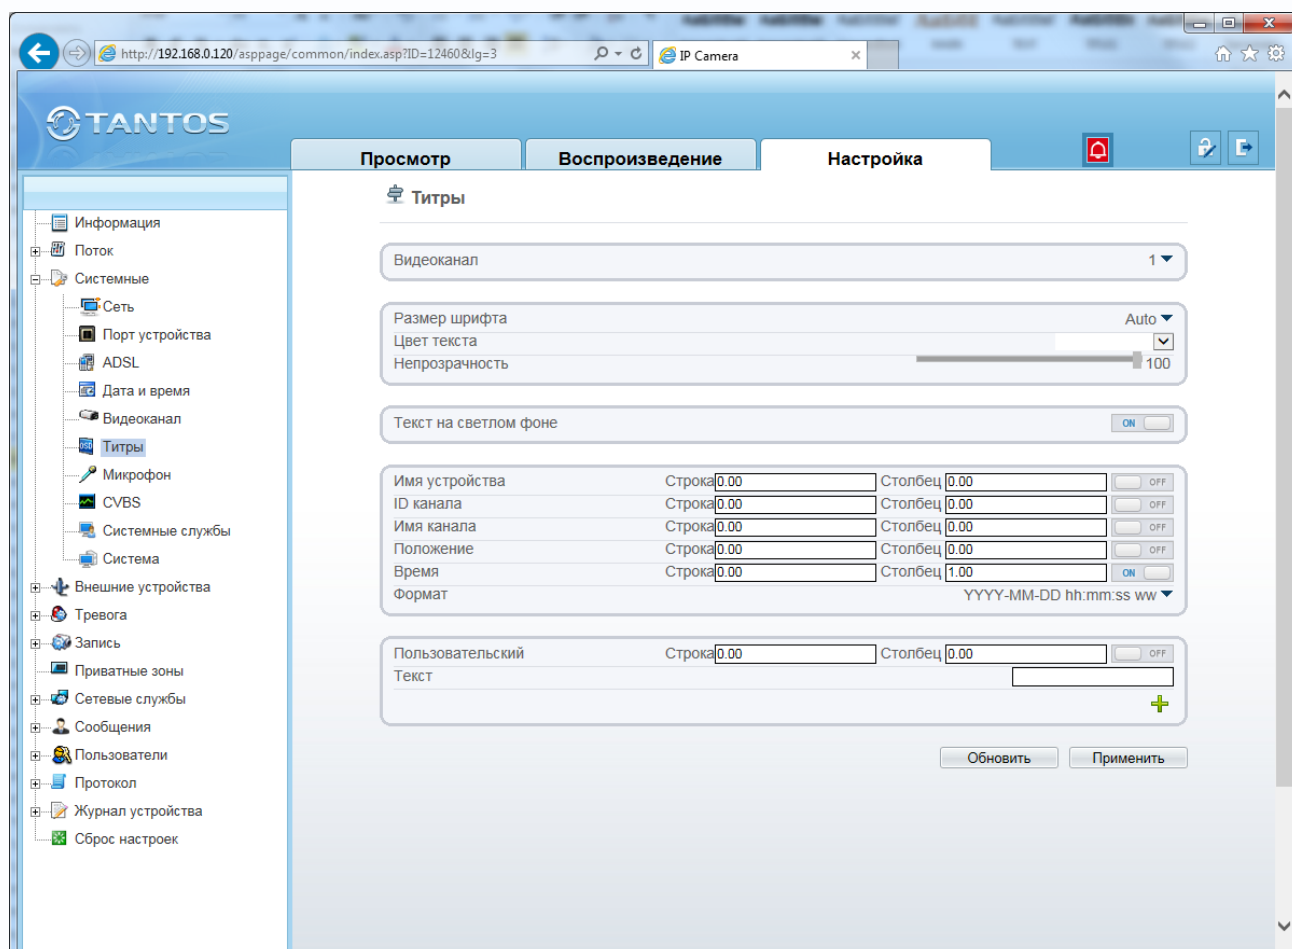 http://192.168.0.120/asppage/common/index.asp?ID=12460&lg=3
IP Camera
TANTOS
Просмотр
Воспроизведение
Настройка
Титры
Информация
Поток
Системные
Сеть
Порт устройства
ADSL
Дата и время
Видеоканал
Титры
Микрофон
CVBS
Системные службы
Система
Внешние устройства
Тревога
Запись
Приватные зоны
Сетевые службы
Сообщения
Пользователи
Протокол
Журнал устройства
Сброс настроек
Видеоканал 1
Размер шрифта Auto
Цвет текста
Непрозрачность 100
Текст на светлом фоне ON
Имя устройства Строка 0.00 Столбец 0.00 OFF
ID канала Строка 0.00 Столбец 0.00 OFF
Имя канала Строка 0.00 Столбец 0.00 OFF
Положение Строка 0.00 Столбец 0.00 OFF
Время Строка 0.00 Столбец 1.00 ON
Формат YYYY-MM-DD hh:mm:ss ww
Пользовательский Строка 0.00 Столбец 0.00 OFF
Текст
Обновить Применить